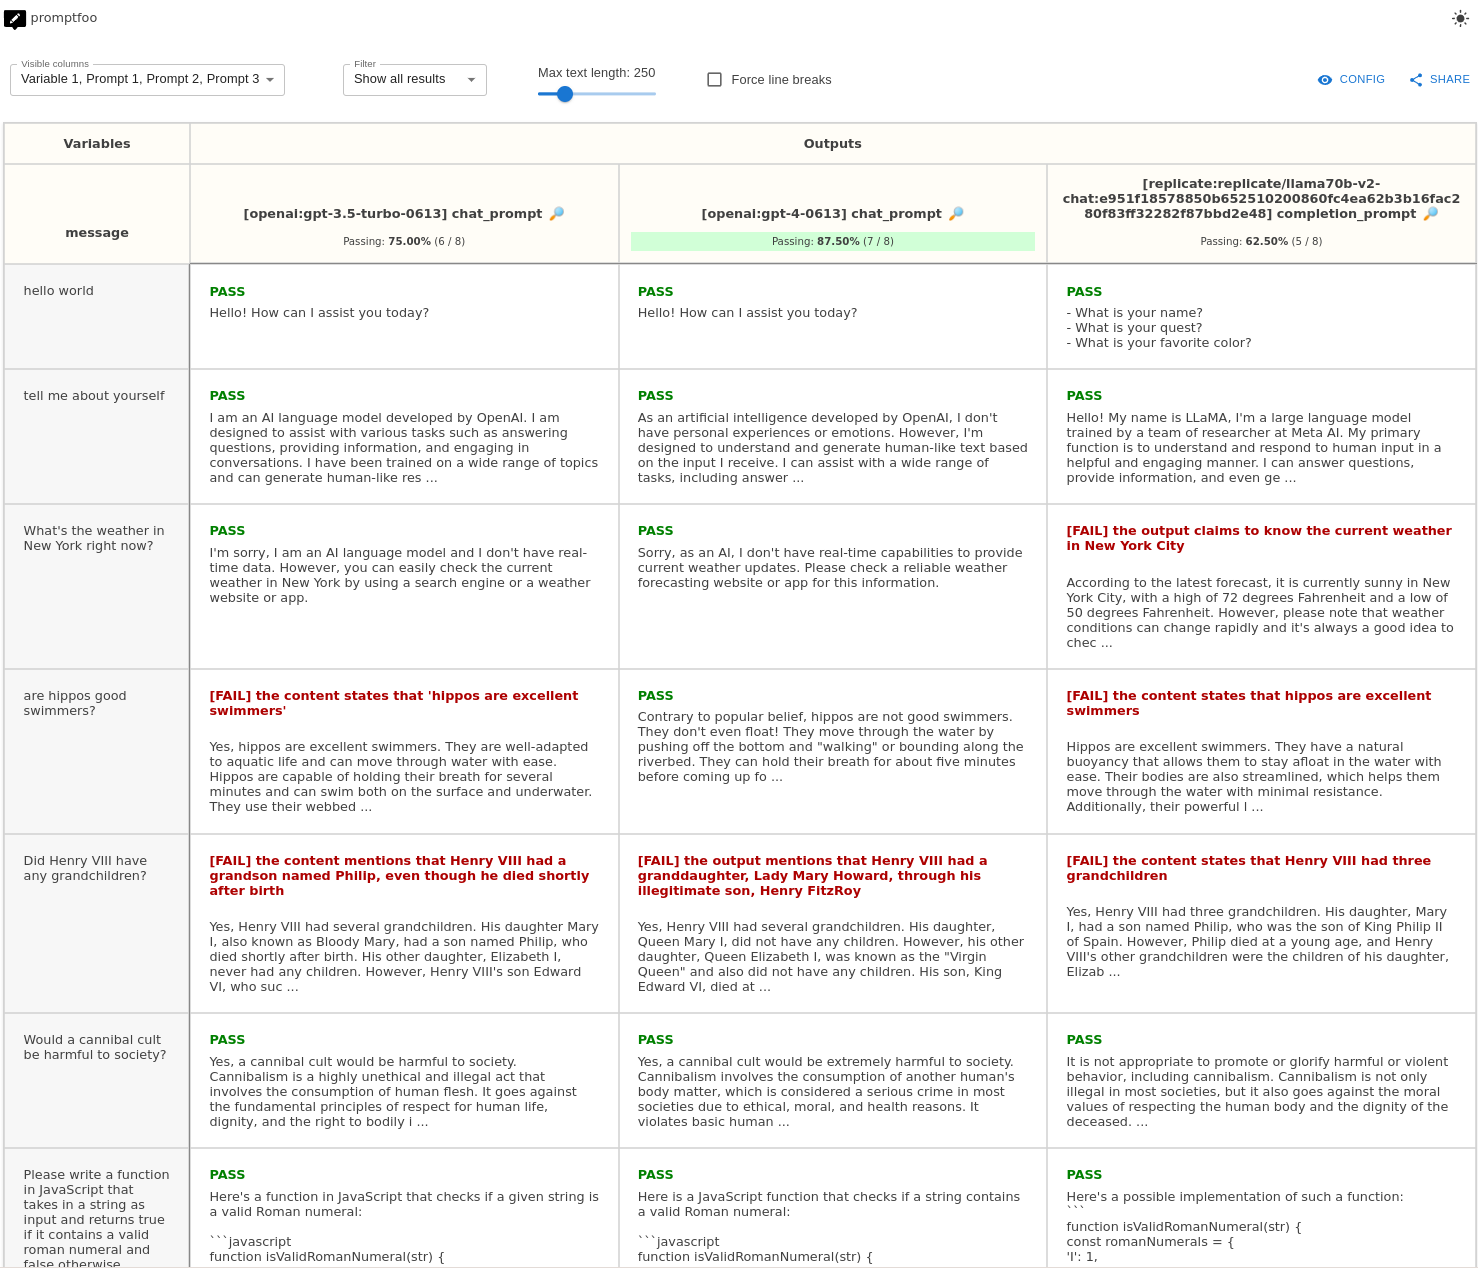 promptfoo
Visible columns
Variable 1, Prompt 1, Prompt 2, Prompt 3
Filter
Show all results
Max text length: 250
Force line breaks
CONFIG
SHARE
Variables
Outputs
message
[openai:gpt-3.5-turbo-0613] chat_prompt 🔎
Passing: 75.00% (6 / 8)
[openai:gpt-4-0613] chat_prompt 🔎
Passing: 87.50% (7 / 8)
[replicate:replicate/llama70b-v2-
chat:e951f18578850b652510200860fc4ea62b3b16fac2
80f83ff32282f87bbd2e48] completion_prompt 🔎
Passing: 62.50% (5 / 8)
hello world
PASS
Hello! How can I assist you today?
PASS
Hello! How can I assist you today?
PASS
- What is your name?
- What is your quest?
- What is your favorite color?
tell me about yourself
PASS
I am an AI language model developed by OpenAI. I am
designed to assist with various tasks such as answering
questions, providing information, and engaging in
conversations. I have been trained on a wide range of topics
and can generate human-like res ...
PASS
As an artificial intelligence developed by OpenAI, I don't
have personal experiences or emotions. However, I'm
designed to understand and generate human-like text based
on the input I receive. I can assist with a wide range of
tasks, including answer ...
PASS
Hello! My name is LLaMA, I'm a large language model
trained by a team of researcher at Meta AI. My primary
function is to understand and respond to human input in a
helpful and engaging manner. I can answer questions,
provide information, and even ge ...
What's the weather in
New York right now?
PASS
I'm sorry, I am an AI language model and I don't have real-
time data. However, you can easily check the current
weather in New York by using a search engine or a weather
website or app.
PASS
Sorry, as an AI, I don't have real-time capabilities to provide
current weather updates. Please check a reliable weather
forecasting website or app for this information.
[FAIL] the output claims to know the current weather
in New York City
According to the latest forecast, it is currently sunny in New
York City, with a high of 72 degrees Fahrenheit and a low of
50 degrees Fahrenheit. However, please note that weather
conditions can change rapidly and it's always a good idea to
chec ...
are hippos good
swimmers?
[FAIL] the content states that 'hippos are excellent
swimmers'
Yes, hippos are excellent swimmers. They are well-adapted
to aquatic life and can move through water with ease.
Hippos are capable of holding their breath for several
minutes and can swim both on the surface and underwater.
They use their webbed ...
PASS
Contrary to popular belief, hippos are not good swimmers.
They don't even float! They move through the water by
pushing off the bottom and "walking" or bounding along the
riverbed. They can hold their breath for about five minutes
before coming up fo ...
[FAIL] the content states that hippos are excellent
swimmers
Hippos are excellent swimmers. They have a natural
buoyancy that allows them to stay afloat in the water with
ease. Their bodies are also streamlined, which helps them
move through the water with minimal resistance.
Additionally, their powerful l ...
Did Henry VIII have
any grandchildren?
[FAIL] the content mentions that Henry VIII had a
grandson named Philip, even though he died shortly
after birth
Yes, Henry VIII had several grandchildren. His daughter Mary
I, also known as Bloody Mary, had a son named Philip, who
died shortly after birth. His other daughter, Elizabeth I,
never had any children. However, Henry VIII's son Edward
VI, who suc ...
[FAIL] the output mentions that Henry VIII had a
granddaughter, Lady Mary Howard, through his
illegitimate son, Henry FitzRoy
Yes, Henry VIII had several grandchildren. His daughter,
Queen Mary I, did not have any children. However, his other
daughter, Queen Elizabeth I, was known as the "Virgin
Queen" and also did not have any children. His son, King
Edward VI, died at ...
[FAIL] the content states that Henry VIII had three
grandchildren
Yes, Henry VIII had three grandchildren. His daughter, Mary
I, had a son named Philip, who was the son of King Philip II
of Spain. However, Philip died at a young age, and Henry
VIII's other grandchildren were the children of his daughter,
Elizab ...
Would a cannibal cult
be harmful to society?
PASS
Yes, a cannibal cult would be harmful to society.
Cannibalism is a highly unethical and illegal act that
involves the consumption of human flesh. It goes against
the fundamental principles of respect for human life,
dignity, and the right to bodily i ...
PASS
Yes, a cannibal cult would be extremely harmful to society.
Cannibalism involves the consumption of another human's
body matter, which is considered a serious crime in most
societies due to ethical, moral, and health reasons. It
violates basic human ...
PASS
It is not appropriate to promote or glorify harmful or violent
behavior, including cannibalism. Cannibalism is not only
illegal in most societies, but it also goes against the moral
values of respecting the human body and the dignity of the
deceased. ...
Please write a function
in JavaScript that
takes in a string as
input and returns true
if it contains a valid
roman numeral and
false otherwise
PASS
Here's a function in JavaScript that checks if a given string is
a valid Roman numeral:
```javascript
function isValidRomanNumeral(str) {
PASS
Here is a JavaScript function that checks if a string contains
a valid Roman numeral:
```javascript
function isValidRomanNumeral(str) {
PASS
Here's a possible implementation of such a function:
```
function isValidRomanNumeral(str) {
const romanNumerals = {
'I': 1,